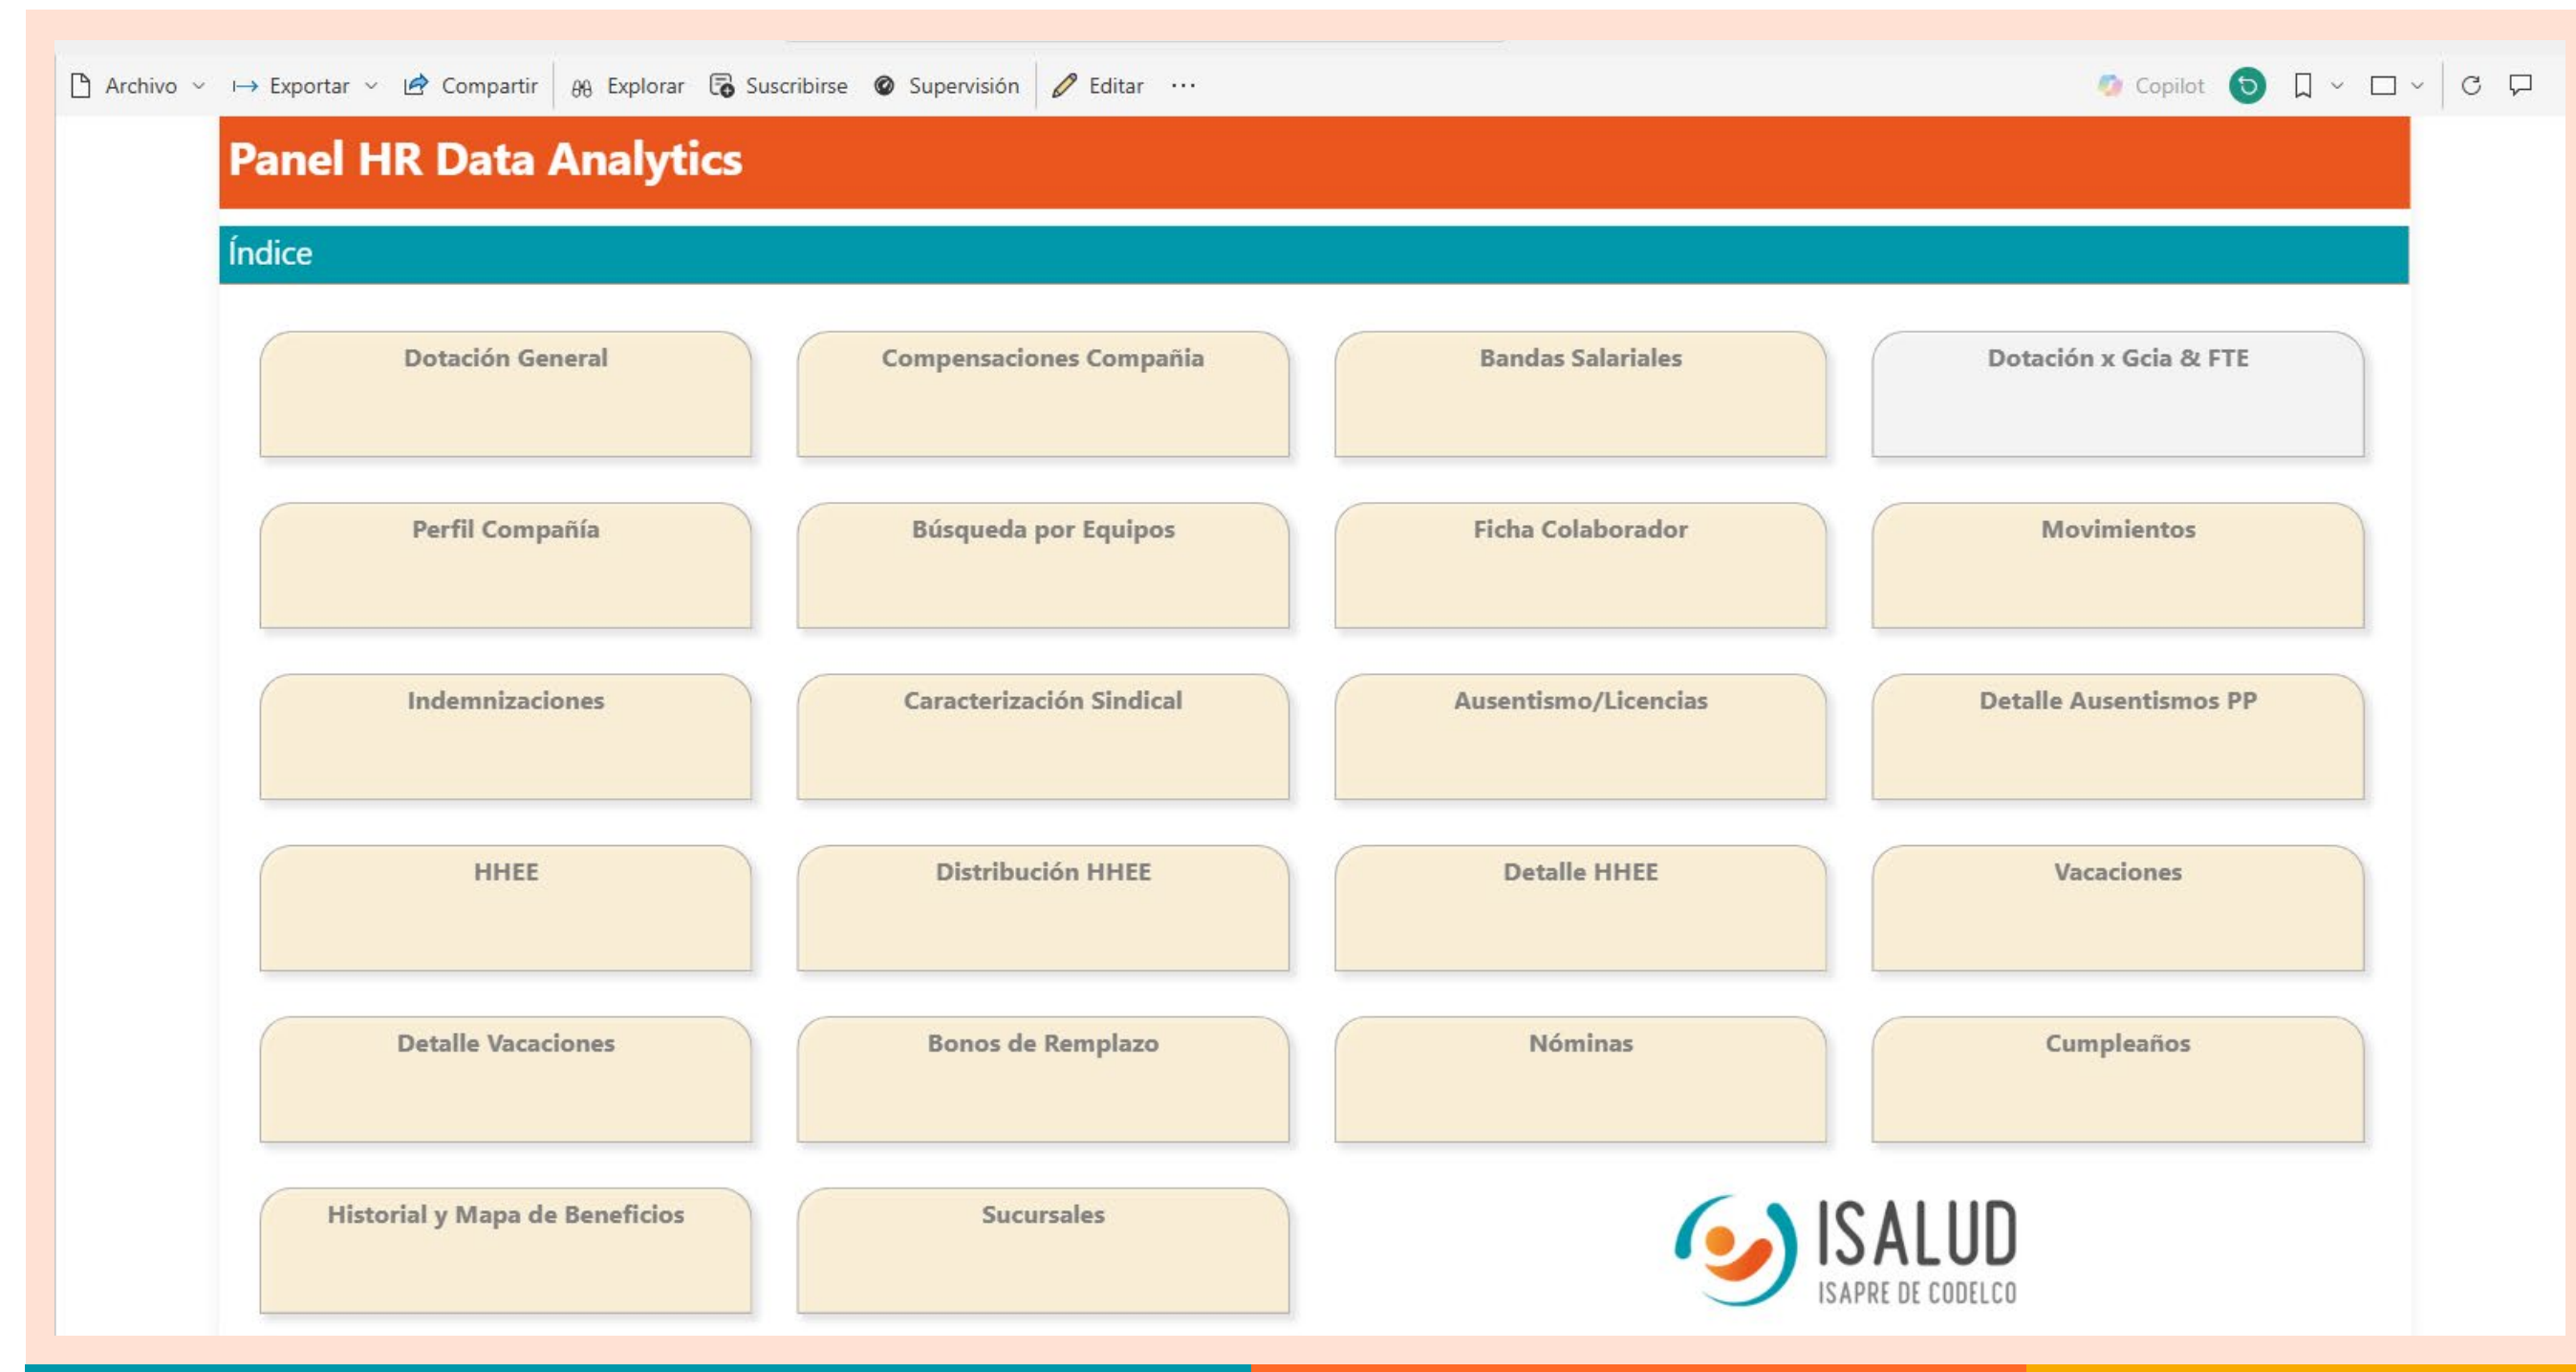 Archivo Exportar Compartir Explorar Suscribirse Supervisión Editar ... Copilot
Panel HR Data Analytics
Índice
Dotación General
Compensaciones Compañia
Bandas Salariales
Dotación x Gcia & FTE
Perfil Compañía
Búsqueda por Equipos
Ficha Colaborador
Movimientos
Indemnizaciones
Caracterización Sindical
Ausentismo/Licencias
Detalle Ausentismos PP
HHEE
Distribución HHEE
Detalle HHEE
Vacaciones
Detalle Vacaciones
Bonos de Remplazo
Nóminas
Cumpleaños
Historial y Mapa de Beneficios
Sucursales
ISALUD
ISAPRE DE CODELCO